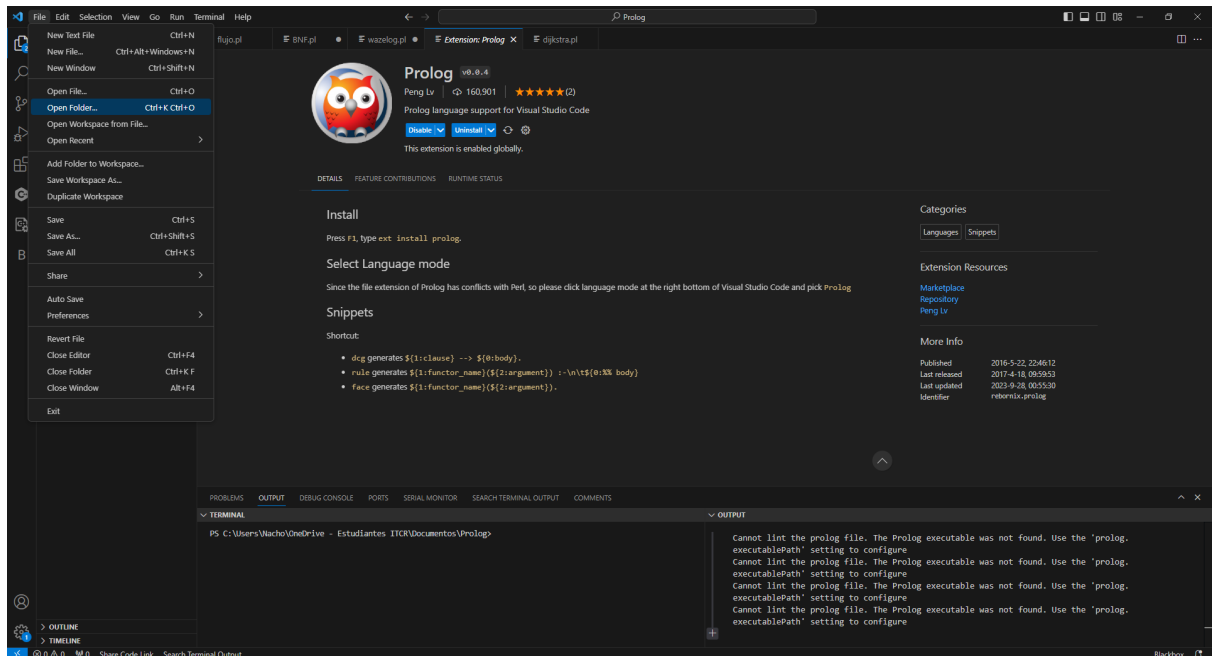 File Edit Selection View Go Run Terminal Help
Prolog
New Text File Ctrl+N
New File... Ctrl+Alt+Windows+N
New Window Ctrl+Shift+N
Open File... Ctrl+O
Open Folder... Ctrl+K Ctrl+O
Open Workspace from File...
Open Recent
Add Folder to Workspace...
Save Workspace As...
Duplicate Workspace
Save Ctrl+S
Save As... Ctrl+Shift+S
Save All Ctrl+K S
Share
Auto Save
Preferences
Revert File
Close Editor Ctrl+F4
Close Folder Ctrl+K F
Close Window Alt+F4
Exit
flujo.pl BNF.pl wazelog.pl Extension: Prolog dijkstra.pl
Prolog v0.0.4
Peng Lv 160,901 (2)
Prolog language support for Visual Studio Code
Disable Uninstall
This extension is enabled globally.
DETAILS FEATURE CONTRIBUTIONS RUNTIME STATUS
Install
Press F1, type ext install prolog.
Select Language mode
Since the file extension of Prolog has conflicts with Perl, so please click language mode at the right bottom of Visual Studio Code and pick Prolog
Snippets
Shortcut:
• dcg generates ${1:clause} --> ${0:body}.
• rule generates ${1:functor_name}(${2:argument}) :-\n\t${0:%% body}
• face generates ${1:functor_name}(${2:argument}).
Categories
Languages Snippets
Extension Resources
Marketplace
Repository
Peng Lv
More Info
Published 2016-5-22, 22:46:12
Last released 2017-4-18, 09:59:53
Last updated 2023-9-28, 00:55:30
Identifier rebornix.prolog
PROBLEMS OUTPUT DEBUG CONSOLE PORTS SERIAL MONITOR SEARCH TERMINAL OUTPUT COMMENTS
TERMINAL
PS C:\Users\Nacho\OneDrive - Estudiantes ITCR\Documentos\Prolog>
OUTPUT
Cannot lint the prolog file. The Prolog executable was not found. Use the 'prolog.
executablePath' setting to configure
Cannot lint the prolog file. The Prolog executable was not found. Use the 'prolog.
executablePath' setting to configure
Cannot lint the prolog file. The Prolog executable was not found. Use the 'prolog.
executablePath' setting to configure
Cannot lint the prolog file. The Prolog executable was not found. Use the 'prolog.
executablePath' setting to configure
OUTLINE
TIMELINE
0 0 0 Share Code Link Search Terminal Output Blackbox